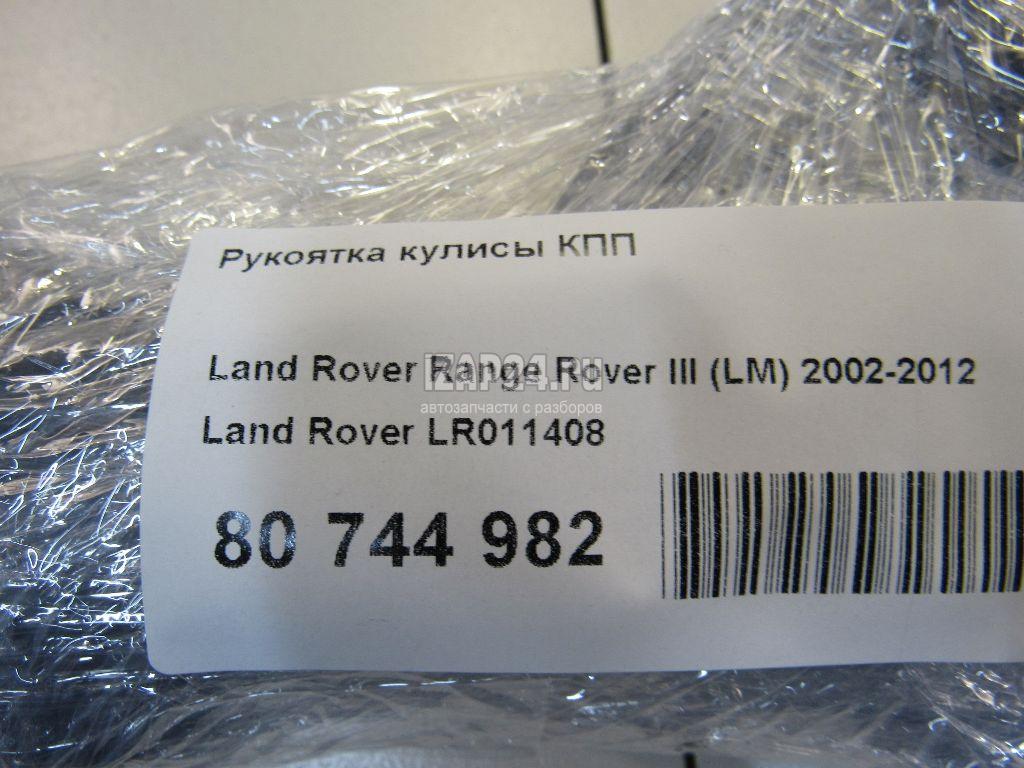 Рукоятка кулисы КПП
Land Rover Range Rover III (LM) 2002-2012
IZAP24.ru
автозапчасти с разборов
Land Rover LR011408
80 744 982